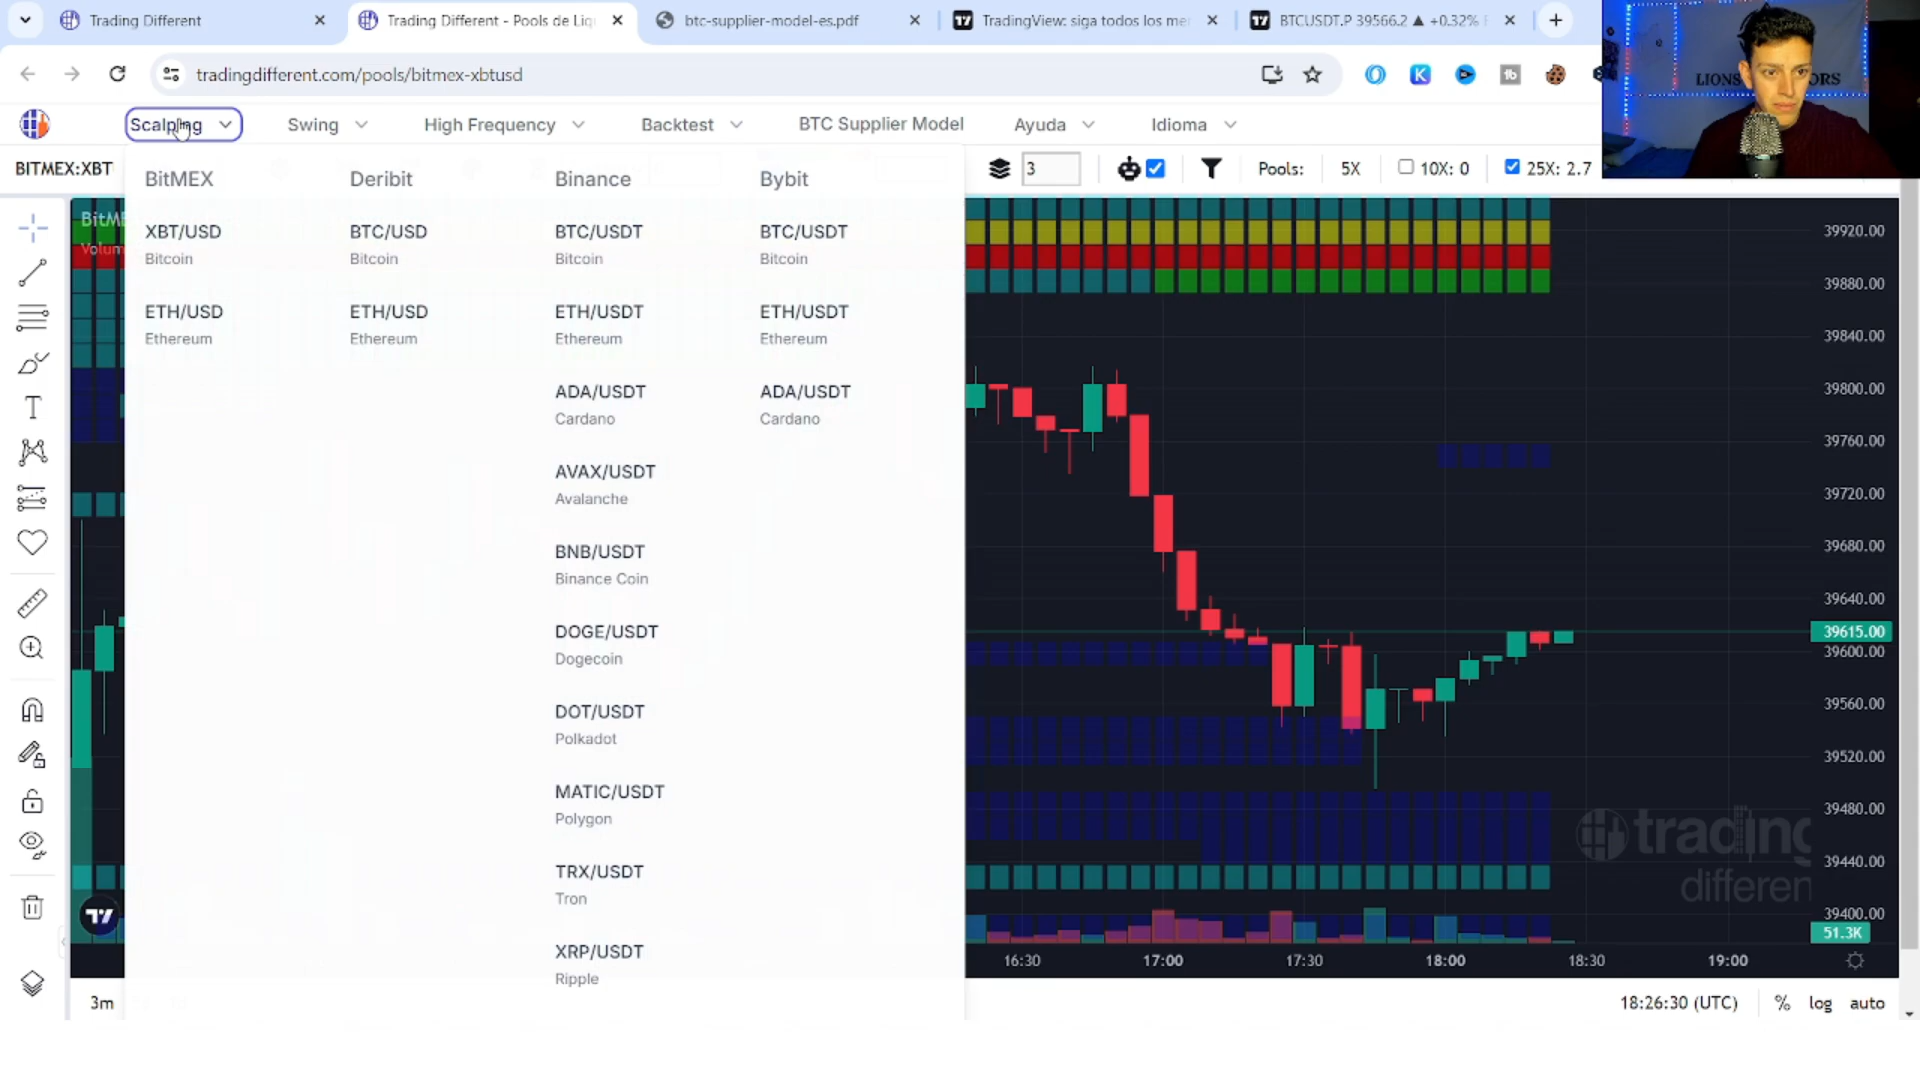 Trading Different
Trading Different - Pools de Liq
btc-supplier-model-es.pdf
TradingView: siga todos los mer
BTCUSDT.P 39566.2 ▲ +0.32%
tradingdifferent.com/pools/bitmex-xbtusd
LIONS
ORS
Scalping
Swing
High Frequency
Backtest
BTC Supplier Model
Ayuda
Idioma
BITMEX:XBT
3
Pools:
5X
10X: 0
25X: 2.7
BitMEX
Deribit
Binance
Bybit
XBT/USD
Bitcoin
BTC/USD
Bitcoin
BTC/USDT
Bitcoin
BTC/USDT
Bitcoin
ETH/USD
Ethereum
ETH/USD
Ethereum
ETH/USDT
Ethereum
ETH/USDT
Ethereum
ADA/USDT
Cardano
ADA/USDT
Cardano
AVAX/USDT
Avalanche
BNB/USDT
Binance Coin
DOGE/USDT
Dogecoin
DOT/USDT
Polkadot
MATIC/USDT
Polygon
TRX/USDT
Tron
XRP/USDT
Ripple
BitME
Volum
39920.00
39880.00
39840.00
39800.00
39760.00
39720.00
39680.00
39640.00
39615.00
39600.00
39560.00
39520.00
39480.00
39440.00
39400.00
51.3K
trading
differen
16:30
17:00
17:30
18:00
18:30
19:00
3m
18:26:30 (UTC)
%
log
auto